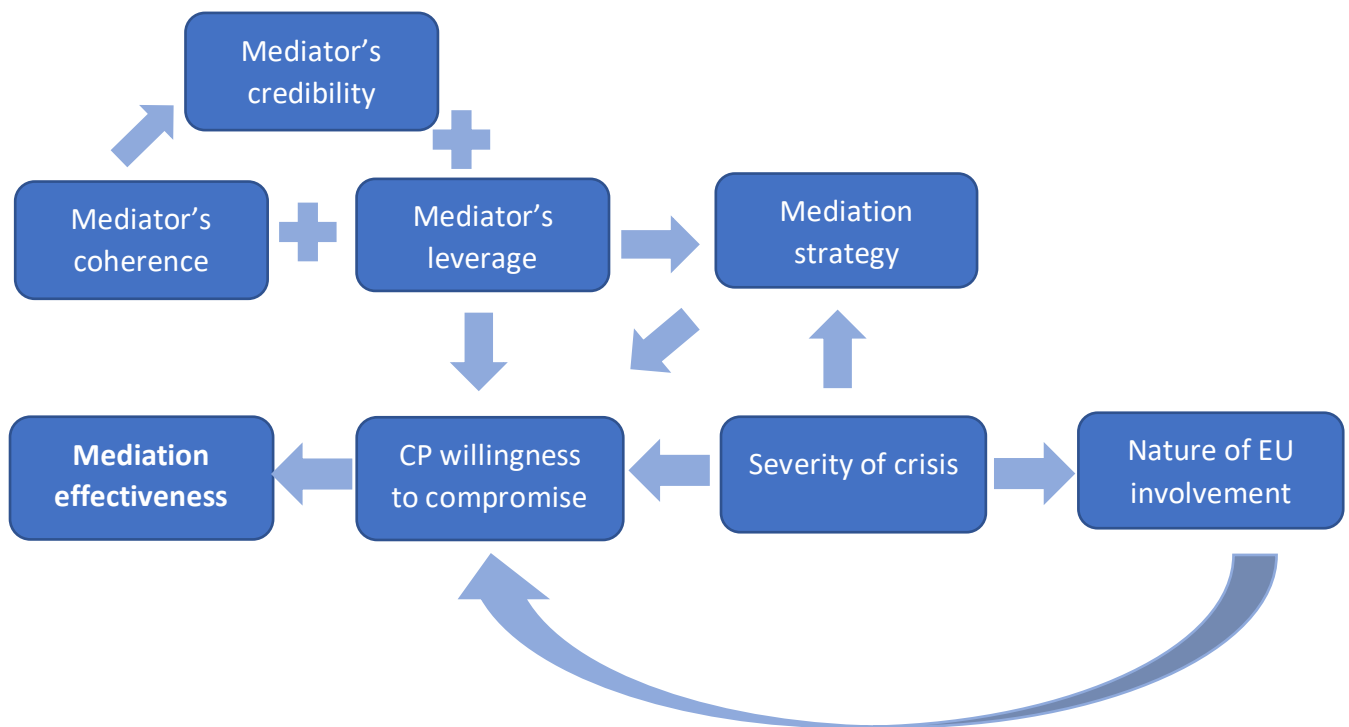 Mediator’s
credibility
Mediator’s
coherence
Mediator’s
leverage
Mediation
strategy
Mediation
effectiveness
CP willingness
to compromise
Severity of crisis
Nature of EU
involvement